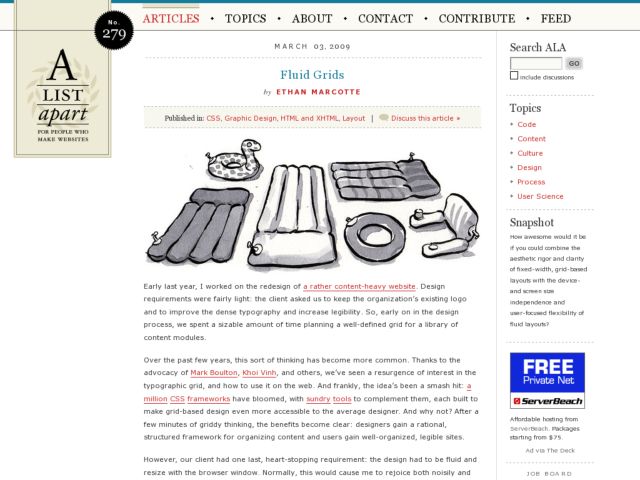 ARTICLES • TOPICS • ABOUT • CONTACT • CONTRIBUTE • FEED
No.
279
A
LIST
apart
FOR PEOPLE WHO
MAKE WEBSITES
MARCH 03, 2009
Fluid Grids
by ETHAN MARCOTTE
Published in: CSS, Graphic Design, HTML and XHTML, Layout | Discuss this article »
Early last year, I worked on the redesign of a rather content-heavy website. Design
requirements were fairly light: the client asked us to keep the organization's existing logo
and to improve the dense typography and increase legibility. So, early on in the design
process, we spent a sizable amount of time planning a well-defined grid for a library of
content modules.
Over the past few years, this sort of thinking has become more common. Thanks to the
advocacy of Mark Boulton, Khoi Vinh, and others, we've seen a resurgence of interest in the
typographic grid, and how to use it on the web. And frankly, the idea's been a smash hit: a
million CSS frameworks have bloomed, with sundry tools to complement them, each built to
make grid-based design even more accessible to the average designer. And why not? After a
few minutes of griddy thinking, the benefits become clear: designers gain a rational,
structured framework for organizing content and users gain well-organized, legible sites.
However, our client had one last, heart-stopping requirement: the design had to be fluid and
resize with the browser window. Normally, this would cause me to rejoice both noisily and
Search ALA
GO
include discussions
Topics
Code
Content
Culture
Design
Process
User Science
Snapshot
How awesome would it be
if you could combine the
aesthetic rigor and clarity
of fixed-width, grid-based
layouts with the device-
and screen size
independence and
user-focused flexibility of
fluid layouts?
FREE
Private Net
ServerBeach
Affordable hosting from
ServerBeach. Packages
starting from $75.
Ad via The Deck
JOB BOARD